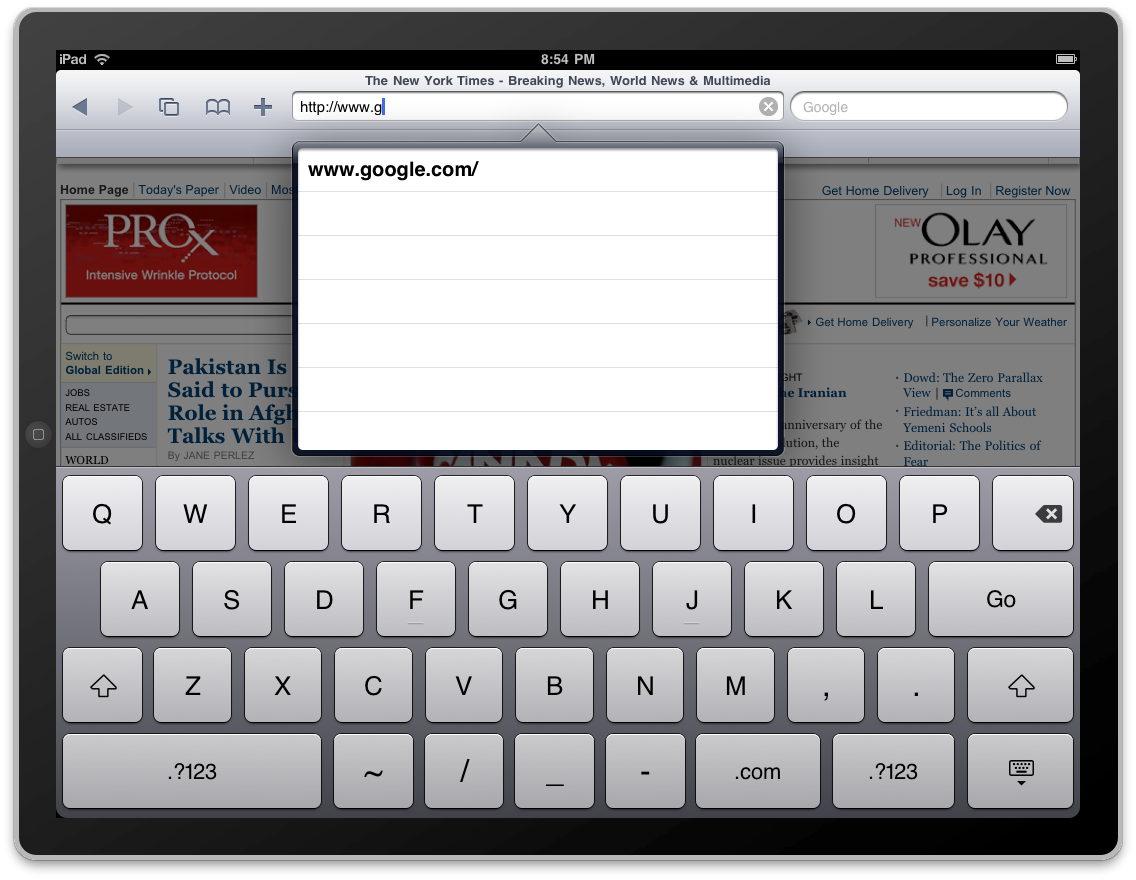 iPad
8:54 PM
The New York Times - Breaking News, World News & Multimedia
http://www.g
Google
www.google.com/
Home Page
Today's Paper
Video
Get Home Delivery
Log In
Register Now
PROX
Intensive Wrinkle Protocol
NEW OLAY
PROFESSIONAL
save $10
Get Home Delivery
Personalize Your Weather
Switch to
Global Edition
JOBS
REAL ESTATE
AUTOS
ALL CLASSIFIEDS
WORLD
Pakistan Is
Said to
Role in
Talks With
By JANE PERLEZ
Iranian
anniversary of the
the
nuclear issue provides insight
Dowd: The Zero Parallax
View | Comments
Friedman: It's all About
Yemeni Schools
Editorial: The Politics of
Fear
Q W E R T Y U I O P
A S D F G H J K L Go
Z X C V B N M , .
.?123 ~ / _ - .com .?123